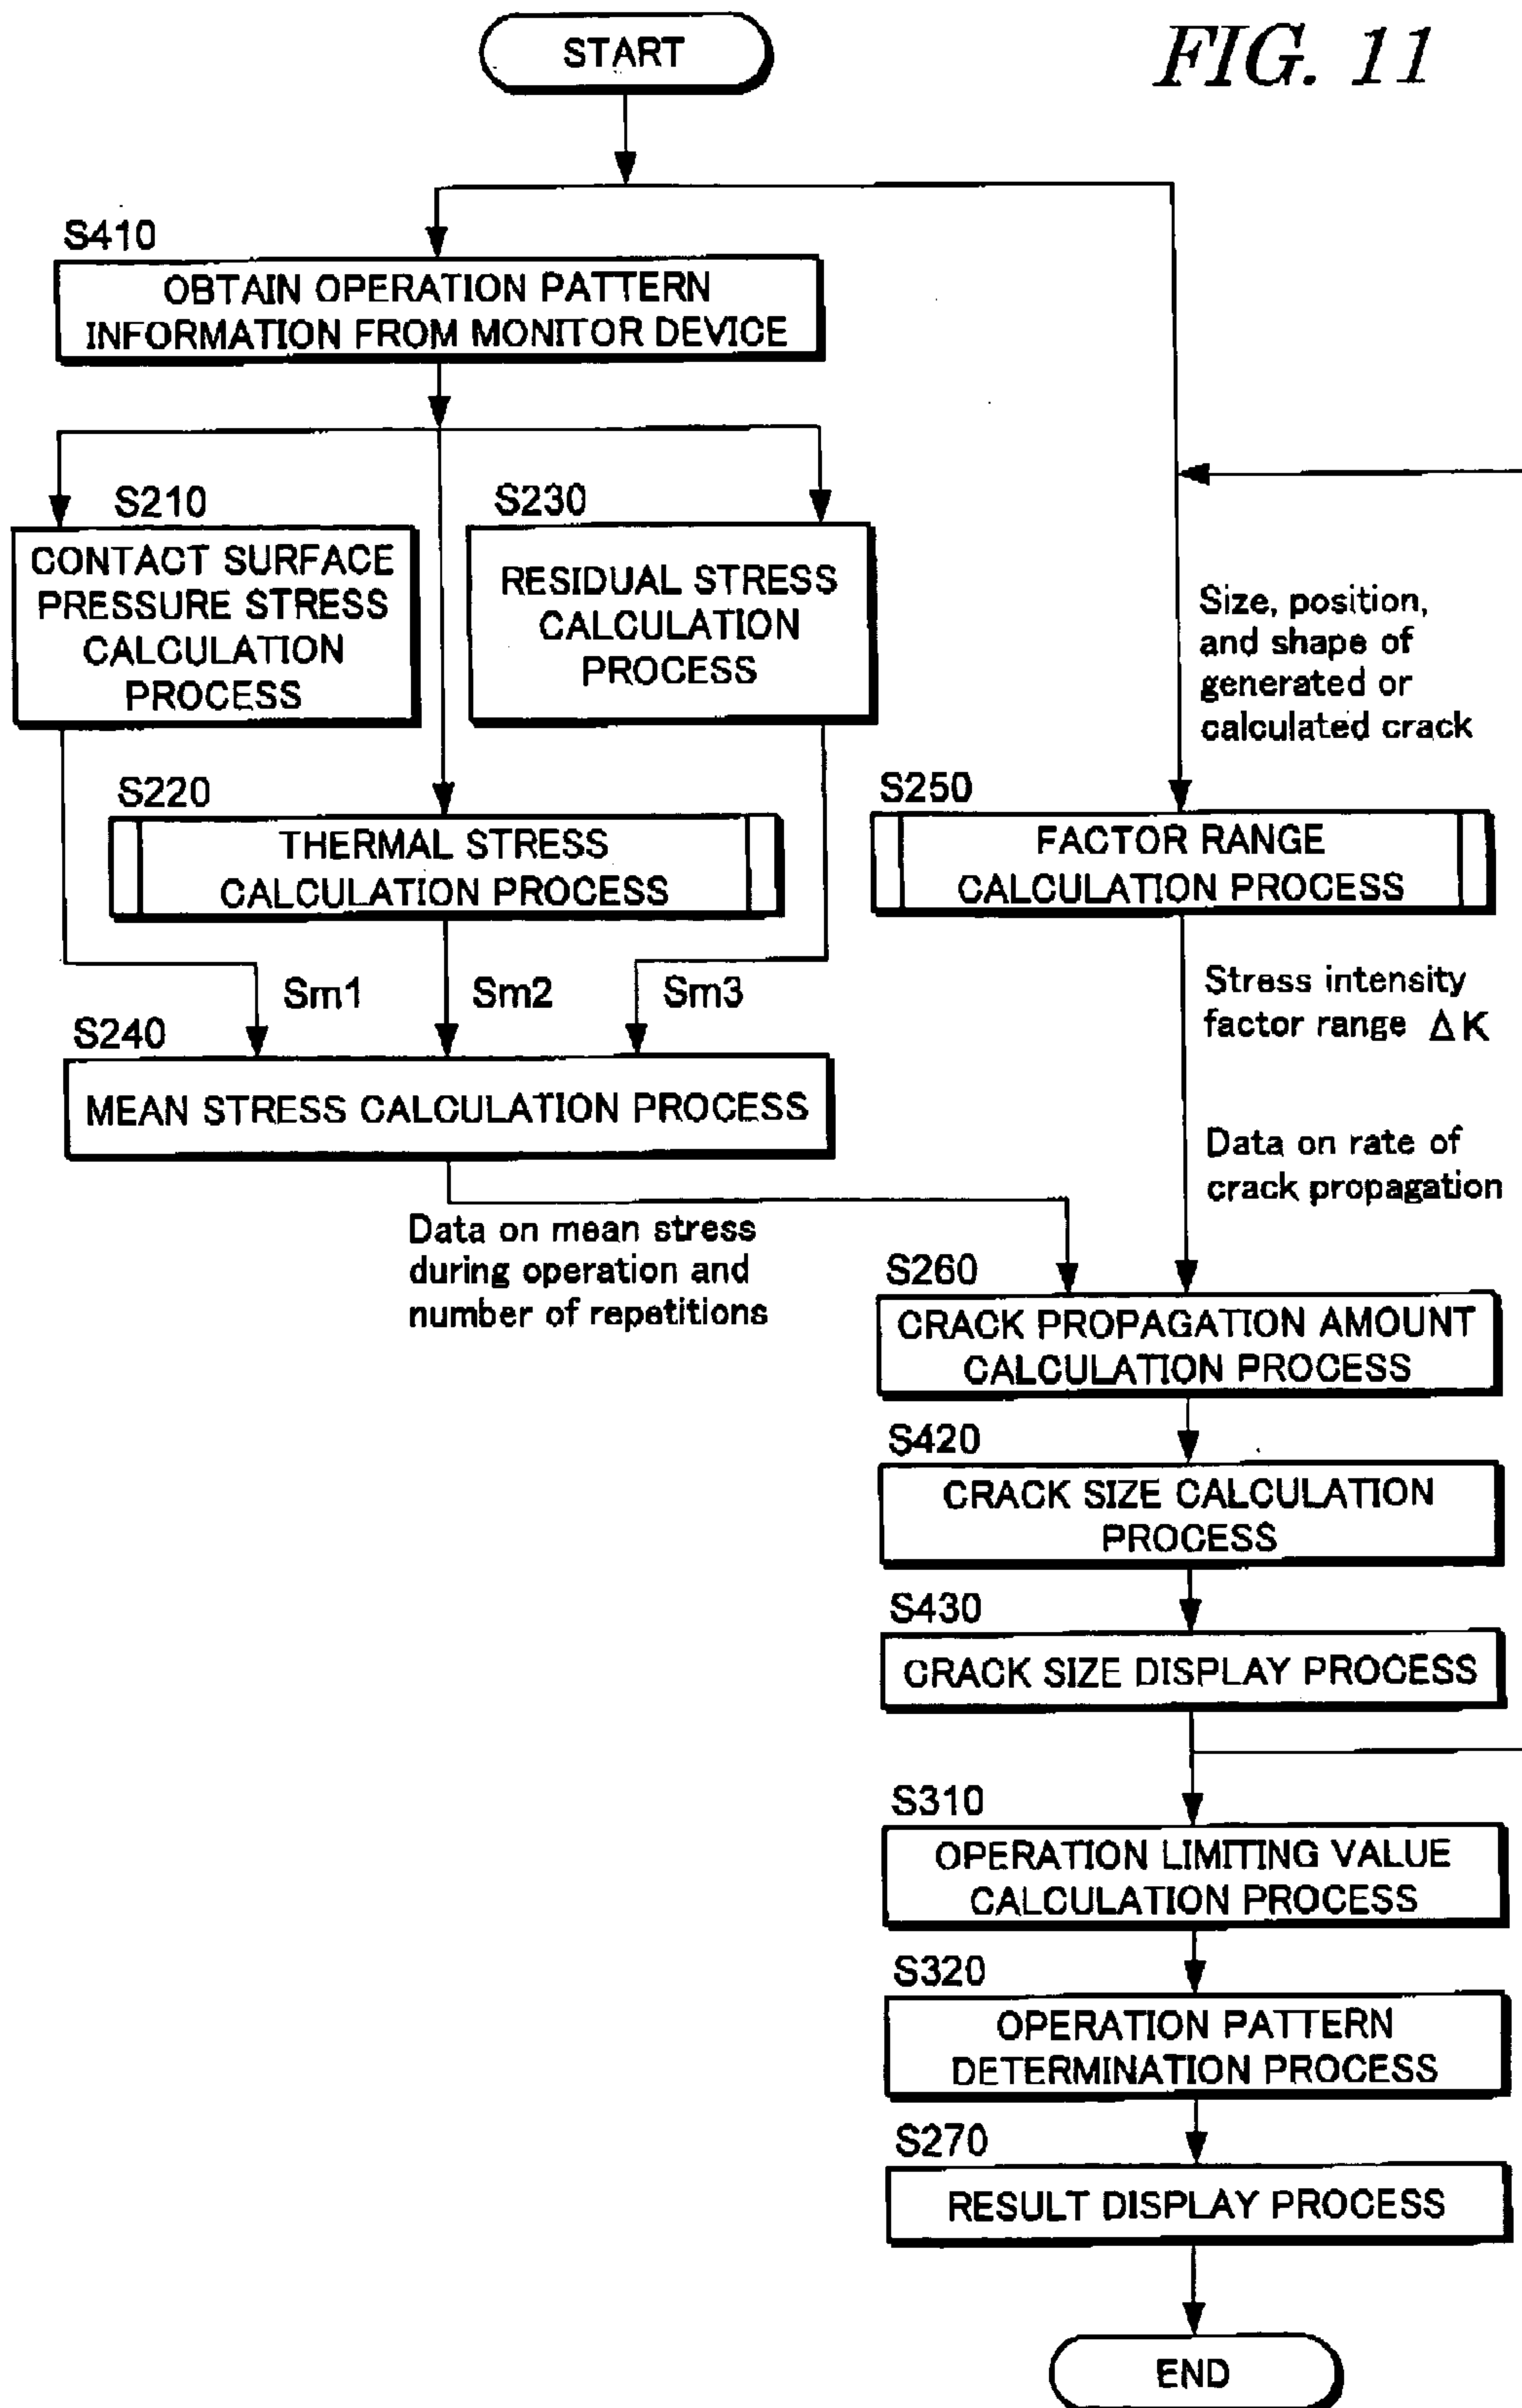 FIG. 11
START
S410
OBTAIN OPERATION PATTERN
INFORMATION FROM MONITOR DEVICE
S210
CONTACT SURFACE
PRESSURE STRESS
CALCULATION
PROCESS
S230
RESIDUAL STRESS
CALCULATION
PROCESS
S220
THERMAL STRESS
CALCULATION PROCESS
Sm1
Sm2
Sm3
S240
MEAN STRESS CALCULATION PROCESS
Data on mean stress
during operation and
number of repetitions
Size, position,
and shape of
generated or
calculated crack
S250
FACTOR RANGE
CALCULATION PROCESS
Stress intensity
factor range ΔK
Data on rate of
crack propagation
S260
CRACK PROPAGATION AMOUNT
CALCULATION PROCESS
S420
CRACK SIZE CALCULATION
PROCESS
S430
CRACK SIZE DISPLAY PROCESS
S310
OPERATION LIMITING VALUE
CALCULATION PROCESS
S320
OPERATION PATTERN
DETERMINATION PROCESS
S270
RESULT DISPLAY PROCESS
END